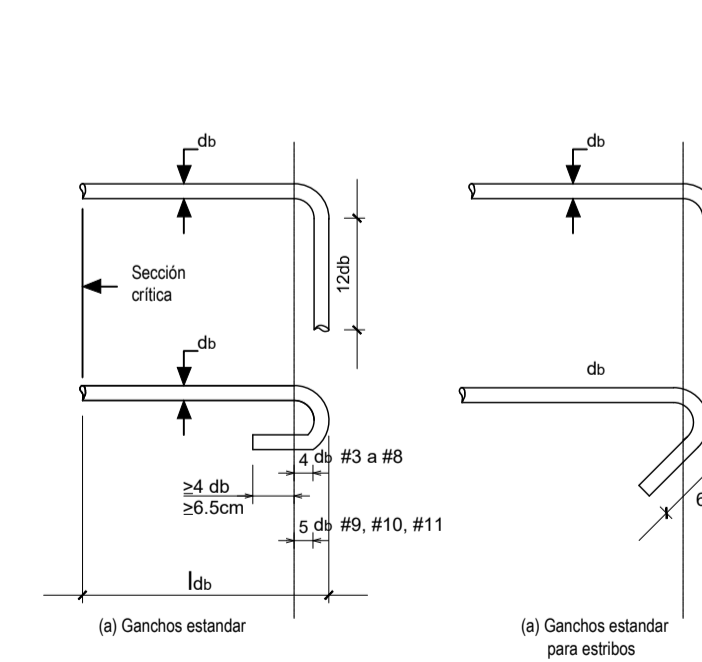 db
db
12db
Sección
crítica
db
db
4 db #3 a #8
≥4 db
≥6.5cm
5 db #9, #10, #11
6
ldb
(a) Ganchos estandar
(a) Ganchos estandar
para estribos